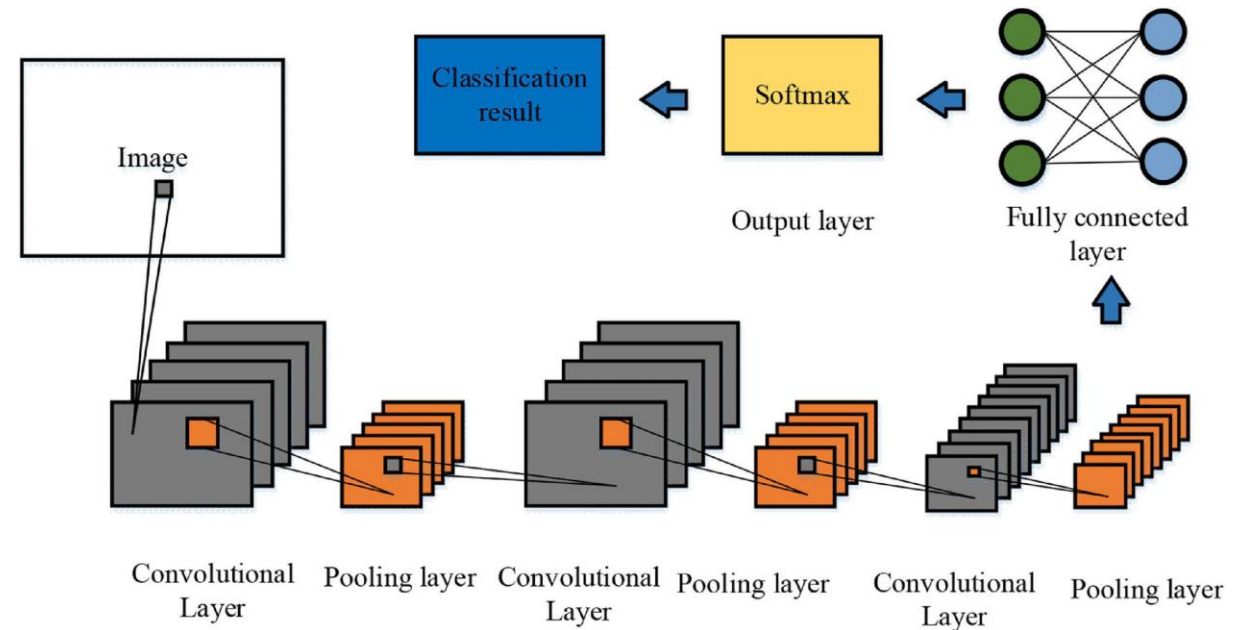 Image
Classification
result
Softmax
Output layer
Fully connected
layer
Convolutional
Layer
Pooling layer
Convolutional
Layer
Pooling layer
Convolutional
Layer
Pooling layer